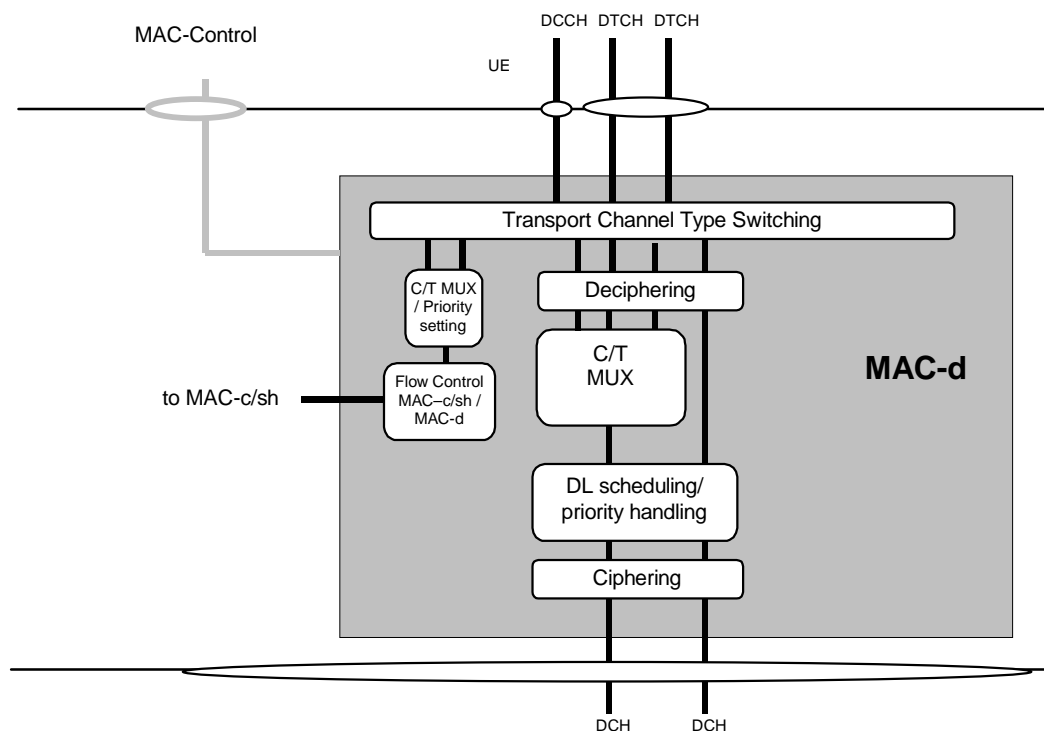 DCCH DTCH DTCH
MAC-Control
UE
Transport Channel Type Switching
C/T MUX
/ Priority
setting
Deciphering
C/T
MUX
MAC-d
Flow Control
MAC–c/sh /
MAC-d
to MAC-c/sh
DL scheduling/
priority handling
Ciphering
DCH DCH